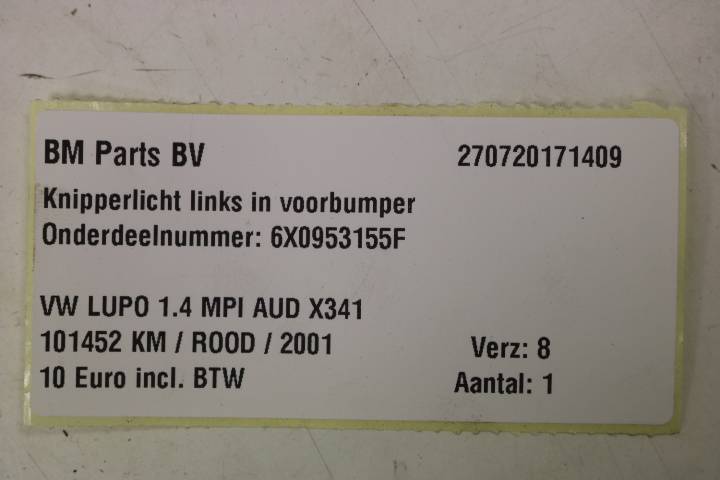 BM Parts BV 270720171409
Knipperlicht links in voorbumper
Onderdeelnummer: 6X0953155F
VW LUPO 1.4 MPI AUD X341
101452 KM / ROOD / 2001 Verz: 8
10 Euro incl. BTW Aantal: 1